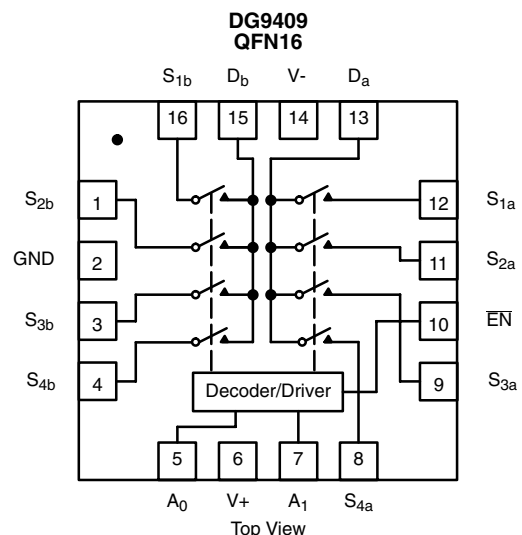 DG9409
QFN16
S1b Db V- Da
16 15 14 13
S2b 1 12 S1a
GND 2 11 S2a
S3b 3 10 E̅N̅
S4b 4 9 S3a
Decoder/Driver
5 6 7 8
A0 V+ A1 S4a
Top View